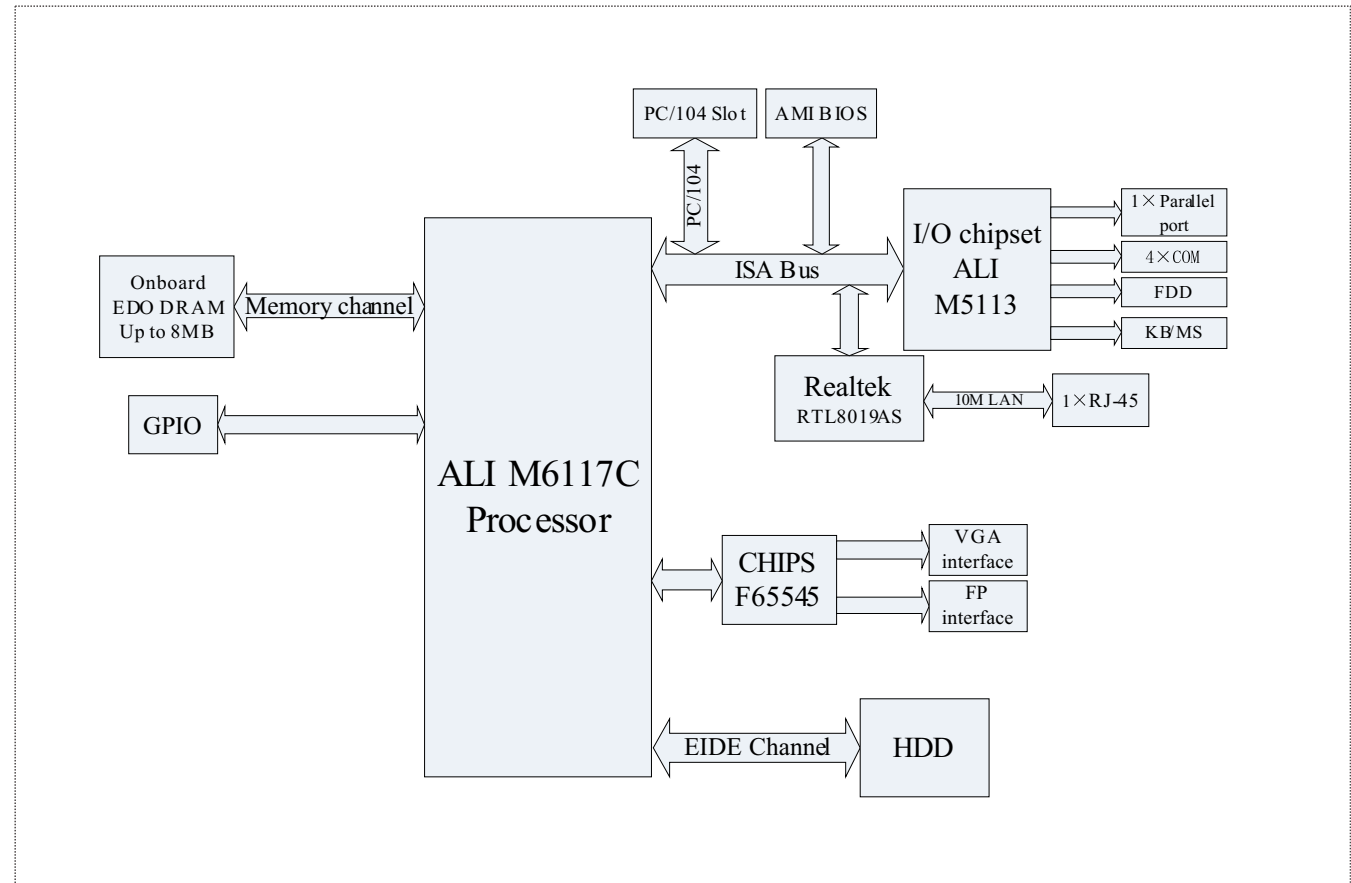 PC/104 Slot
AMI BIOS
PC/104
1×Parallel
port
I/O chipset
ALI
M5113
4×COM
ISA Bus
Onboard
EDO DRAM
Up to 8MB
Memory channel
FDD
KB/MS
Realtek
RTL8019AS
10M LAN
1×RJ-45
GPIO
ALI M6117C
Processor
VGA
interface
CHIPS
F65545
FP
interface
EIDE Channel
HDD